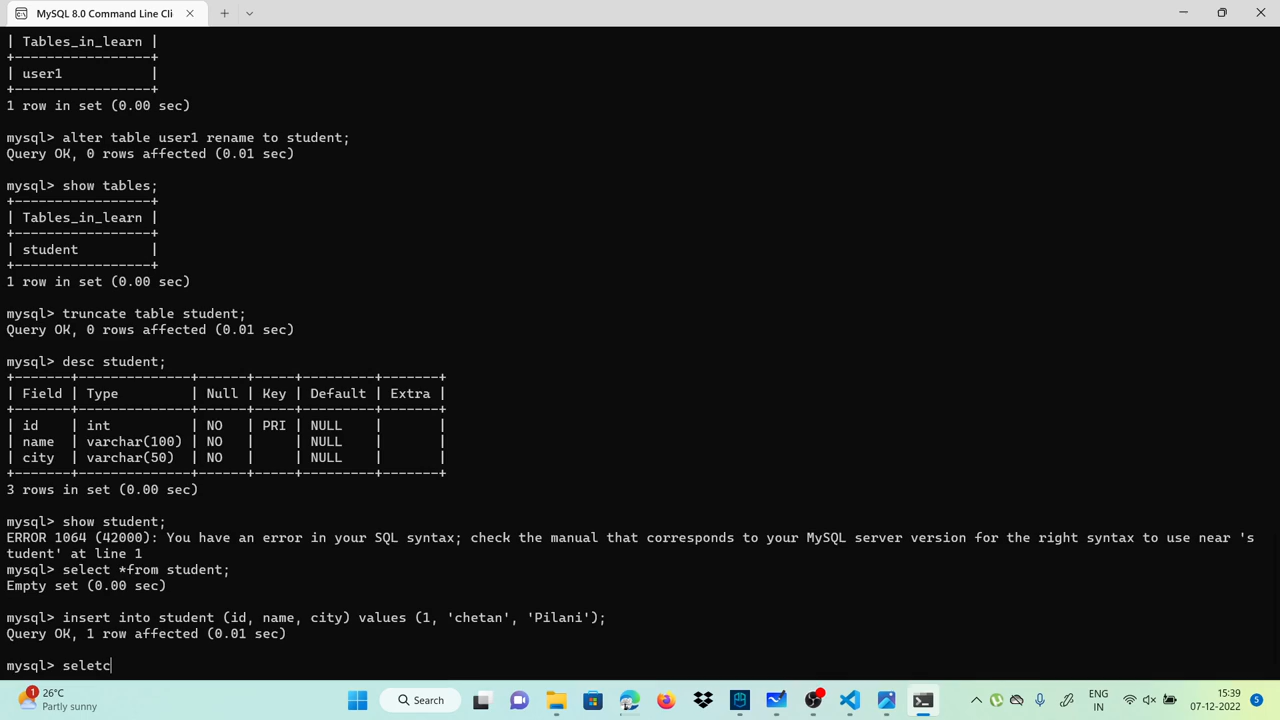 MySQL 8.0 Command Line Cli
| Tables_in_learn |
+-----------------+
| user1           |
+-----------------+
1 row in set (0.00 sec)
mysql> alter table user1 rename to student;
Query OK, 0 rows affected (0.01 sec)
mysql> show tables;
+-----------------+
| Tables_in_learn |
+-----------------+
| student         |
+-----------------+
1 row in set (0.00 sec)
mysql> truncate table student;
Query OK, 0 rows affected (0.01 sec)
mysql> desc student;
+-------+--------------+------+-----+---------+-------+
| Field | Type         | Null | Key | Default | Extra |
+-------+--------------+------+-----+---------+-------+
| id    | int          | NO   | PRI | NULL    |       |
| name  | varchar(100) | NO   |     | NULL    |       |
| city  | varchar(50)  | NO   |     | NULL    |       |
+-------+--------------+------+-----+---------+-------+
3 rows in set (0.00 sec)
mysql> show student;
ERROR 1064 (42000): You have an error in your SQL syntax; check the manual that corresponds to your MySQL server version for the right syntax to use near 's
tudent' at line 1
mysql> select *from student;
Empty set (0.00 sec)
mysql> insert into student (id, name, city) values (1, 'chetan', 'Pilani');
Query OK, 1 row affected (0.01 sec)
mysql> seletc
1
26°C
Partly sunny
Search
ENG
IN
15:39
07-12-2022
5